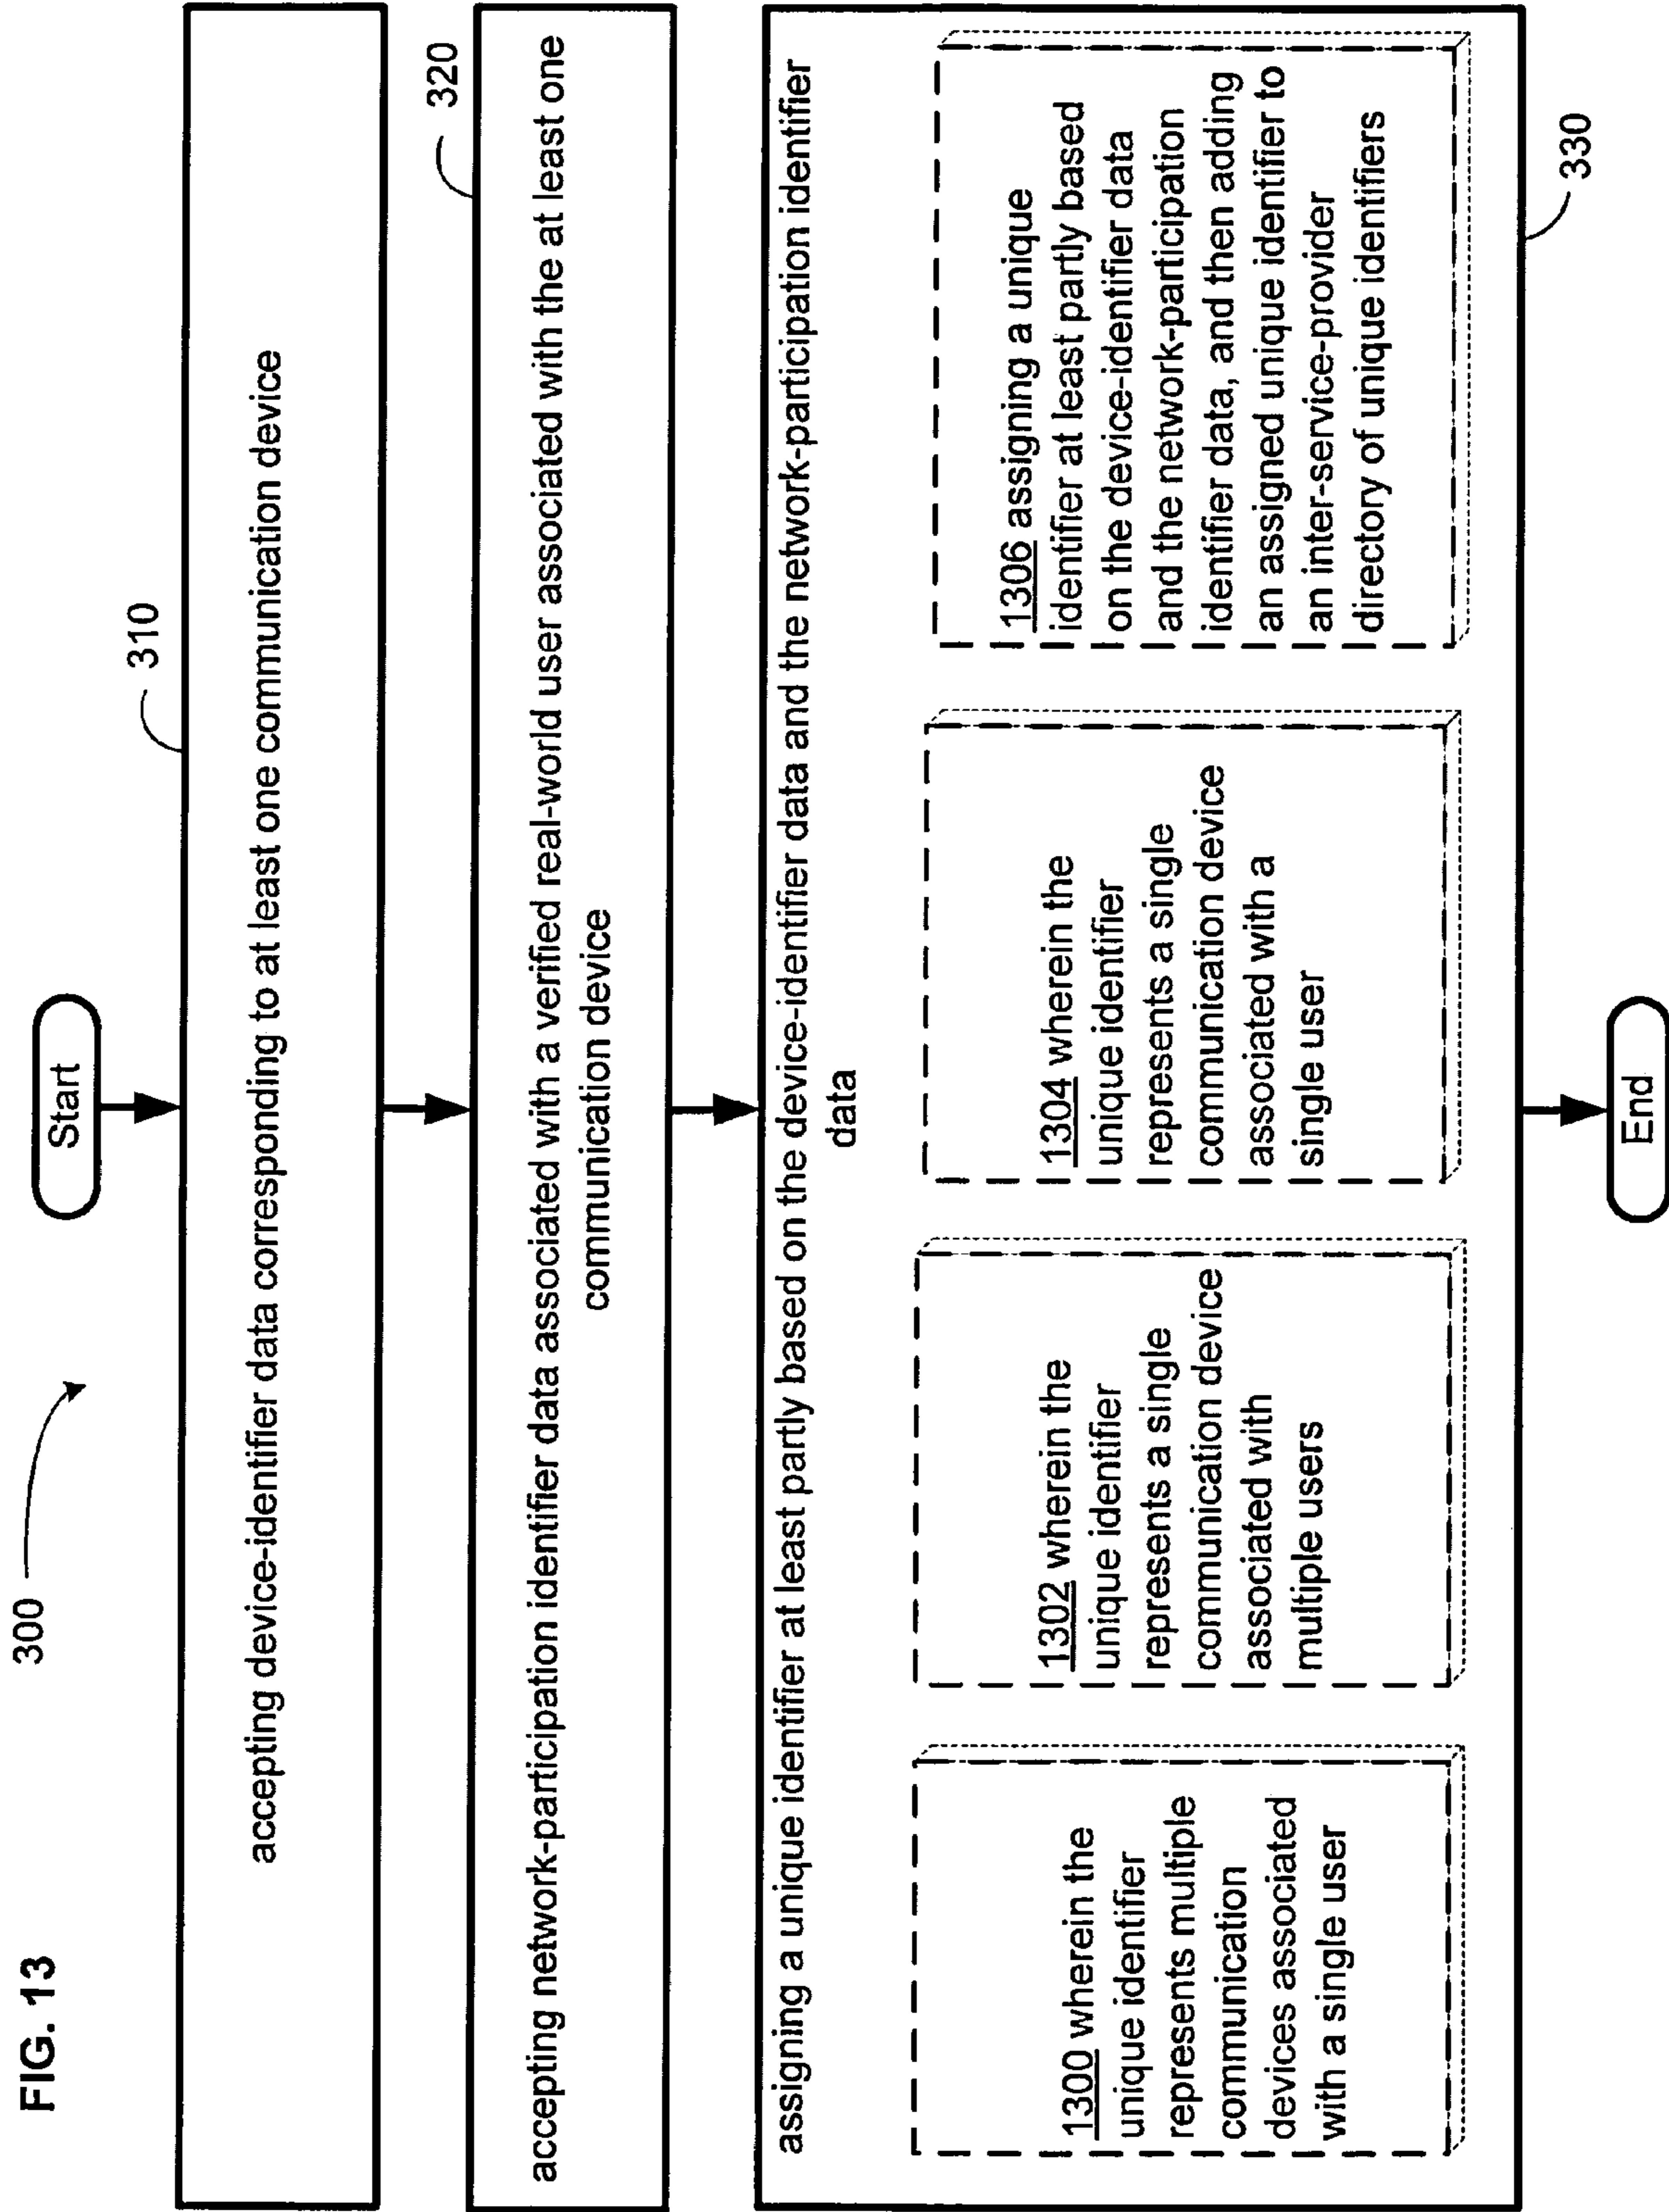 FIG. 13
300
Start
310
accepting device-identifier data corresponding to at least one communication device
320
accepting network-participation identifier data associated with a verified real-world user associated with the at least one
communication device
assigning a unique identifier at least partly based on the device-identifier data and the network-participation identifier
data
1300 wherein the
unique identifier
represents multiple
communication
devices associated
with a single user
1302 wherein the
unique identifier
represents a single
communication device
associated with
multiple users
1304 wherein the
unique identifier
represents a single
communication device
associated with a
single user
1306 assigning a unique
identifier at least partly based
on the device-identifier data
and the network-participation
identifier data, and then adding
an assigned unique identifier to
an inter-service-provider
directory of unique identifiers
330
End